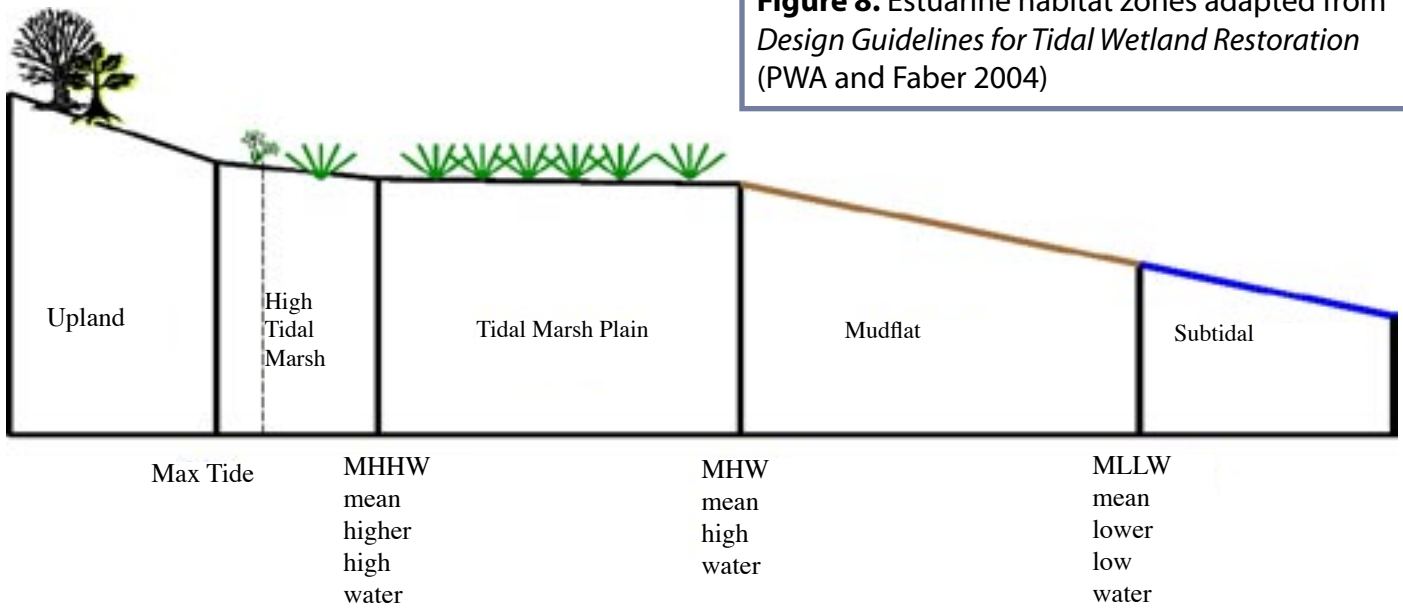 Figure 8. Estuarine habitat zones adapted from
Design Guidelines for Tidal Wetland Restoration
(PWA and Faber 2004)
Upland
High
Tidal
Marsh
Tidal Marsh Plain
Mudflat
Subtidal
Max Tide
MHHW
mean
higher
high
water
MHW
mean
high
water
MLLW
mean
lower
low
water